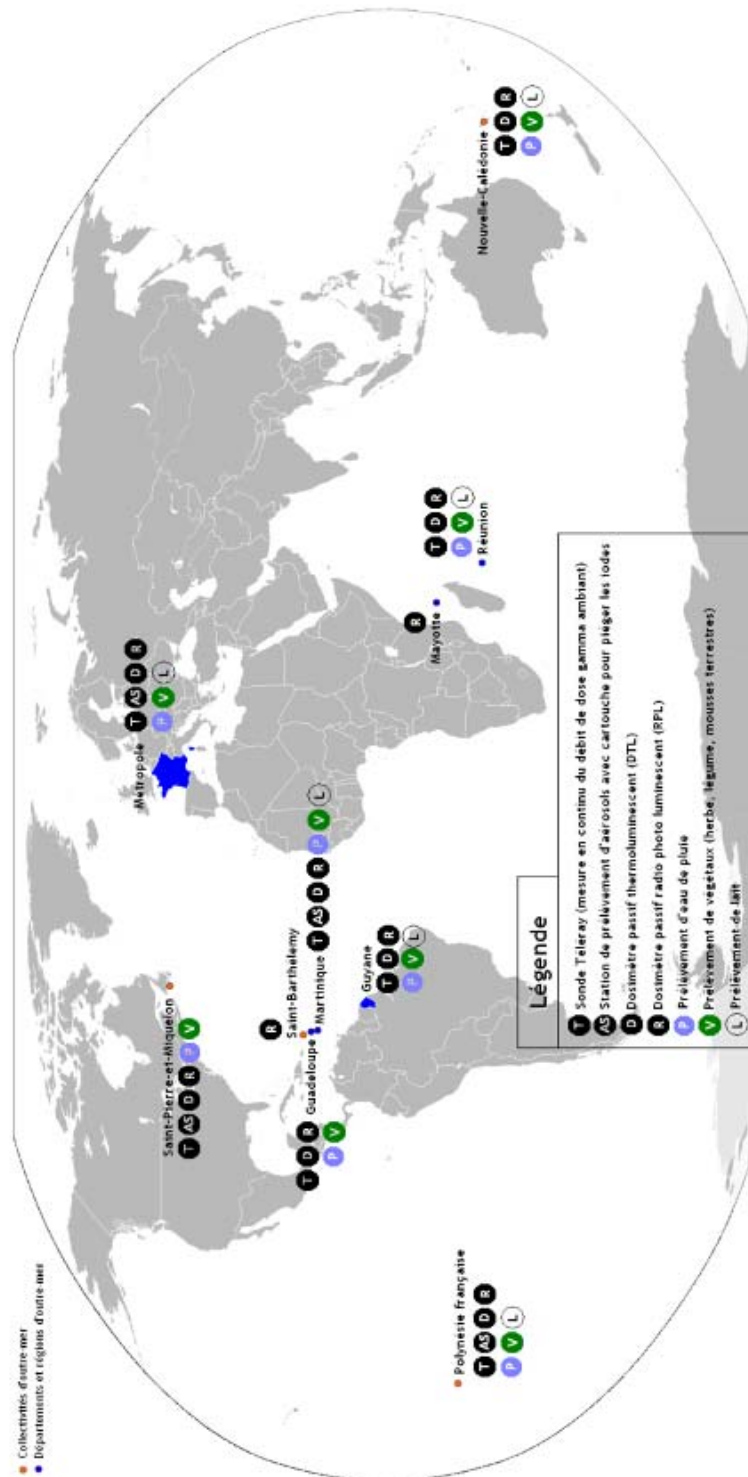 Collectivités d'outre-mer
Départements et régions d'outre-mer
Saint-Pierre-et-Miquelon
T AS D R P V
Métropole
T AS D R
P V L
Saint-Barthélemy
R
Guadeloupe
T D R
P V
Martinique
T AS D R P V L
Guyane
T D R
P V L
Mayotte
R
T D R
P V L
Réunion
Nouvelle-Calédonie
T D R
P V L
Polynésie française
T AS D R
P V L
Légende
T Sonde Téléray (mesure en continu du débit de dose gamma ambiant)
AS Station de prélèvement d'aérosols avec cartouche pour piéger les iodes
D Dosimètre passif thermoluminescent (DTL)
R Dosimètre passif radio photo luminescent (RPL)
P Prélèvement d'eau de pluie
V Prélèvement de végétaux (herbe, légume, mousses terrestres)
L Prélèvement de lait